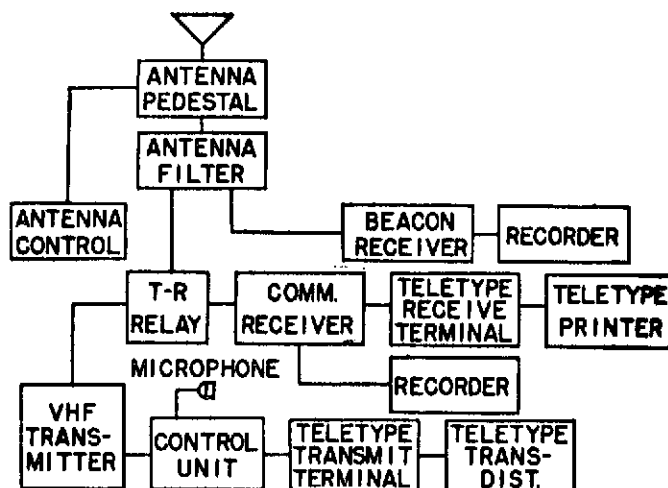 ANTENNA
PEDESTAL
ANTENNA
FILTER
ANTENNA
CONTROL
BEACON
RECEIVER
RECORDER
T-R
RELAY
COMM.
RECEIVER
TELETYPE
RECEIVE
TERMINAL
TELETYPE
PRINTER
MICROPHONE
RECORDER
VHF
TRANS-
MITTER
CONTROL
UNIT
TELETYPE
TRANSMIT
TERMINAL
TELETYPE
TRANS-
DIST.